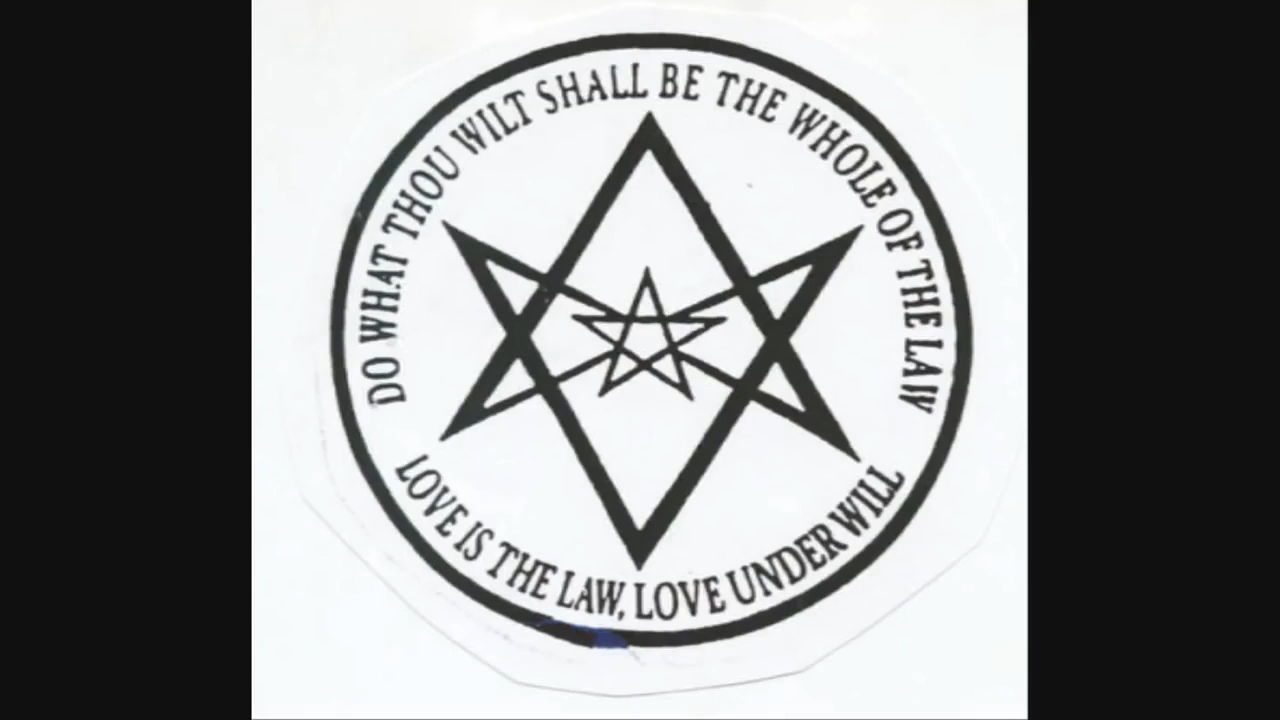 DO WHAT THOU WILT SHALL BE THE WHOLE OF THE LAW
LOVE IS THE LAW, LOVE UNDER WILL